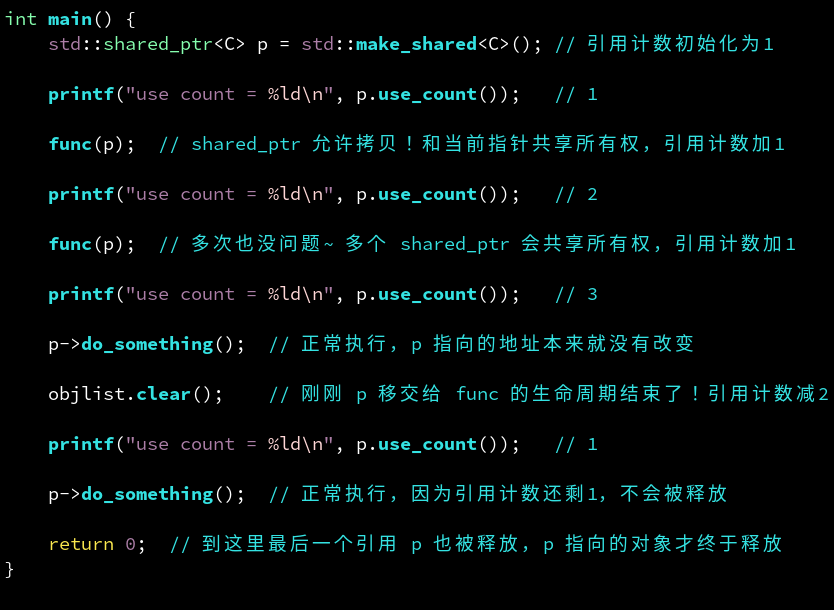 int main() {
    std::shared_ptr<C> p = std::make_shared<C>(); // 引用计数初始化为1
    printf("use count = %ld\n", p.use_count());   // 1
    func(p);  // shared_ptr 允许拷贝！和当前指针共享所有权，引用计数加1
    printf("use count = %ld\n", p.use_count());   // 2
    func(p);  // 多次也没问题~ 多个 shared_ptr 会共享所有权，引用计数加1
    printf("use count = %ld\n", p.use_count());   // 3
    p->do_something();  // 正常执行，p 指向的地址本来就没有改变
    objlist.clear();    // 刚刚 p 移交给 func 的生命周期结束了！引用计数减2
    printf("use count = %ld\n", p.use_count());   // 1
    p->do_something();  // 正常执行，因为引用计数还剩1，不会被释放
    return 0;  // 到这里最后一个引用 p 也被释放，p 指向的对象才终于释放
}